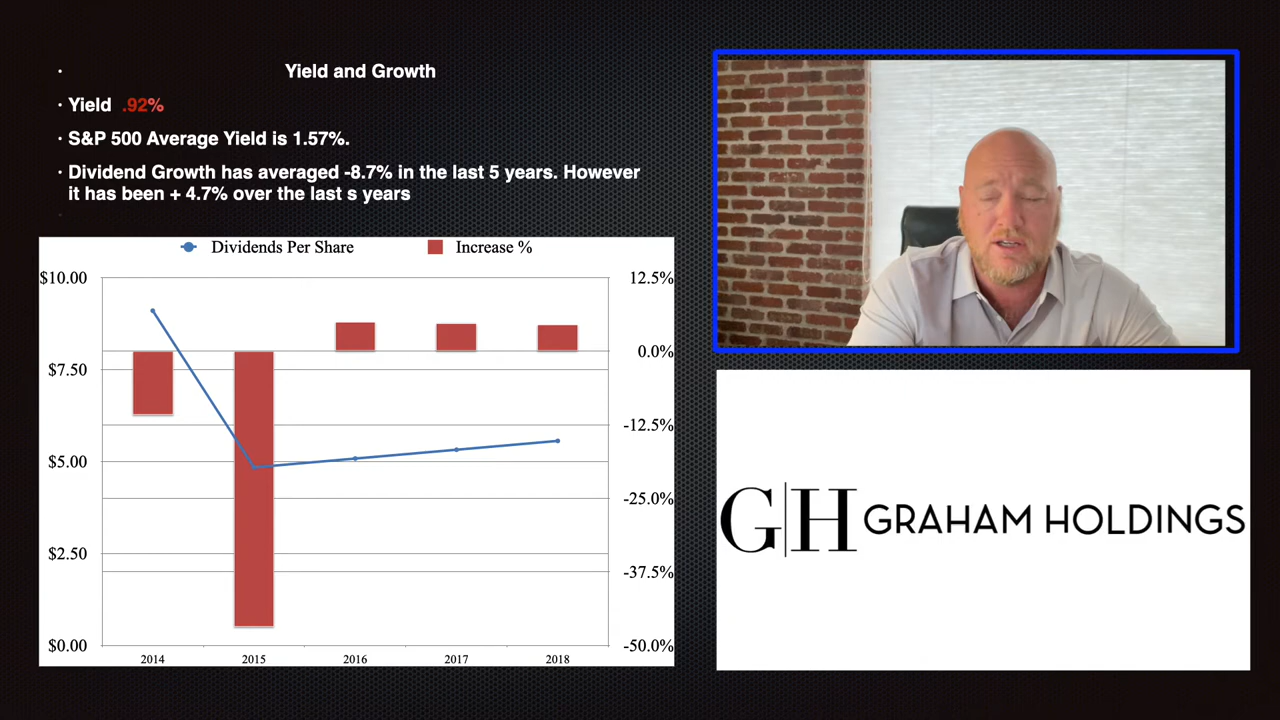 Yield and Growth
· Yield .92%
· S&P 500 Average Yield is 1.57%.
· Dividend Growth has averaged -8.7% in the last 5 years. However
it has been + 4.7% over the last s years
Dividends Per Share
Increase %
$10.00
12.5%
0.0%
$7.50
-12.5%
$5.00
-25.0%
$2.50
-37.5%
$0.00
-50.0%
2014 2015 2016 2017 2018
G|H GRAHAM HOLDINGS